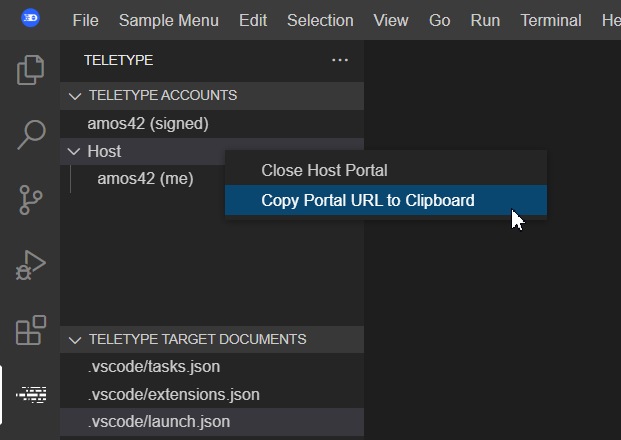 File Sample Menu Edit Selection View Go Run Terminal He
TELETYPE
TELETYPE ACCOUNTS
amos42 (signed)
Host
amos42 (me)
Close Host Portal
Copy Portal URL to Clipboard
TELETYPE TARGET DOCUMENTS
.vscode/tasks.json
.vscode/extensions.json
.vscode/launch.json